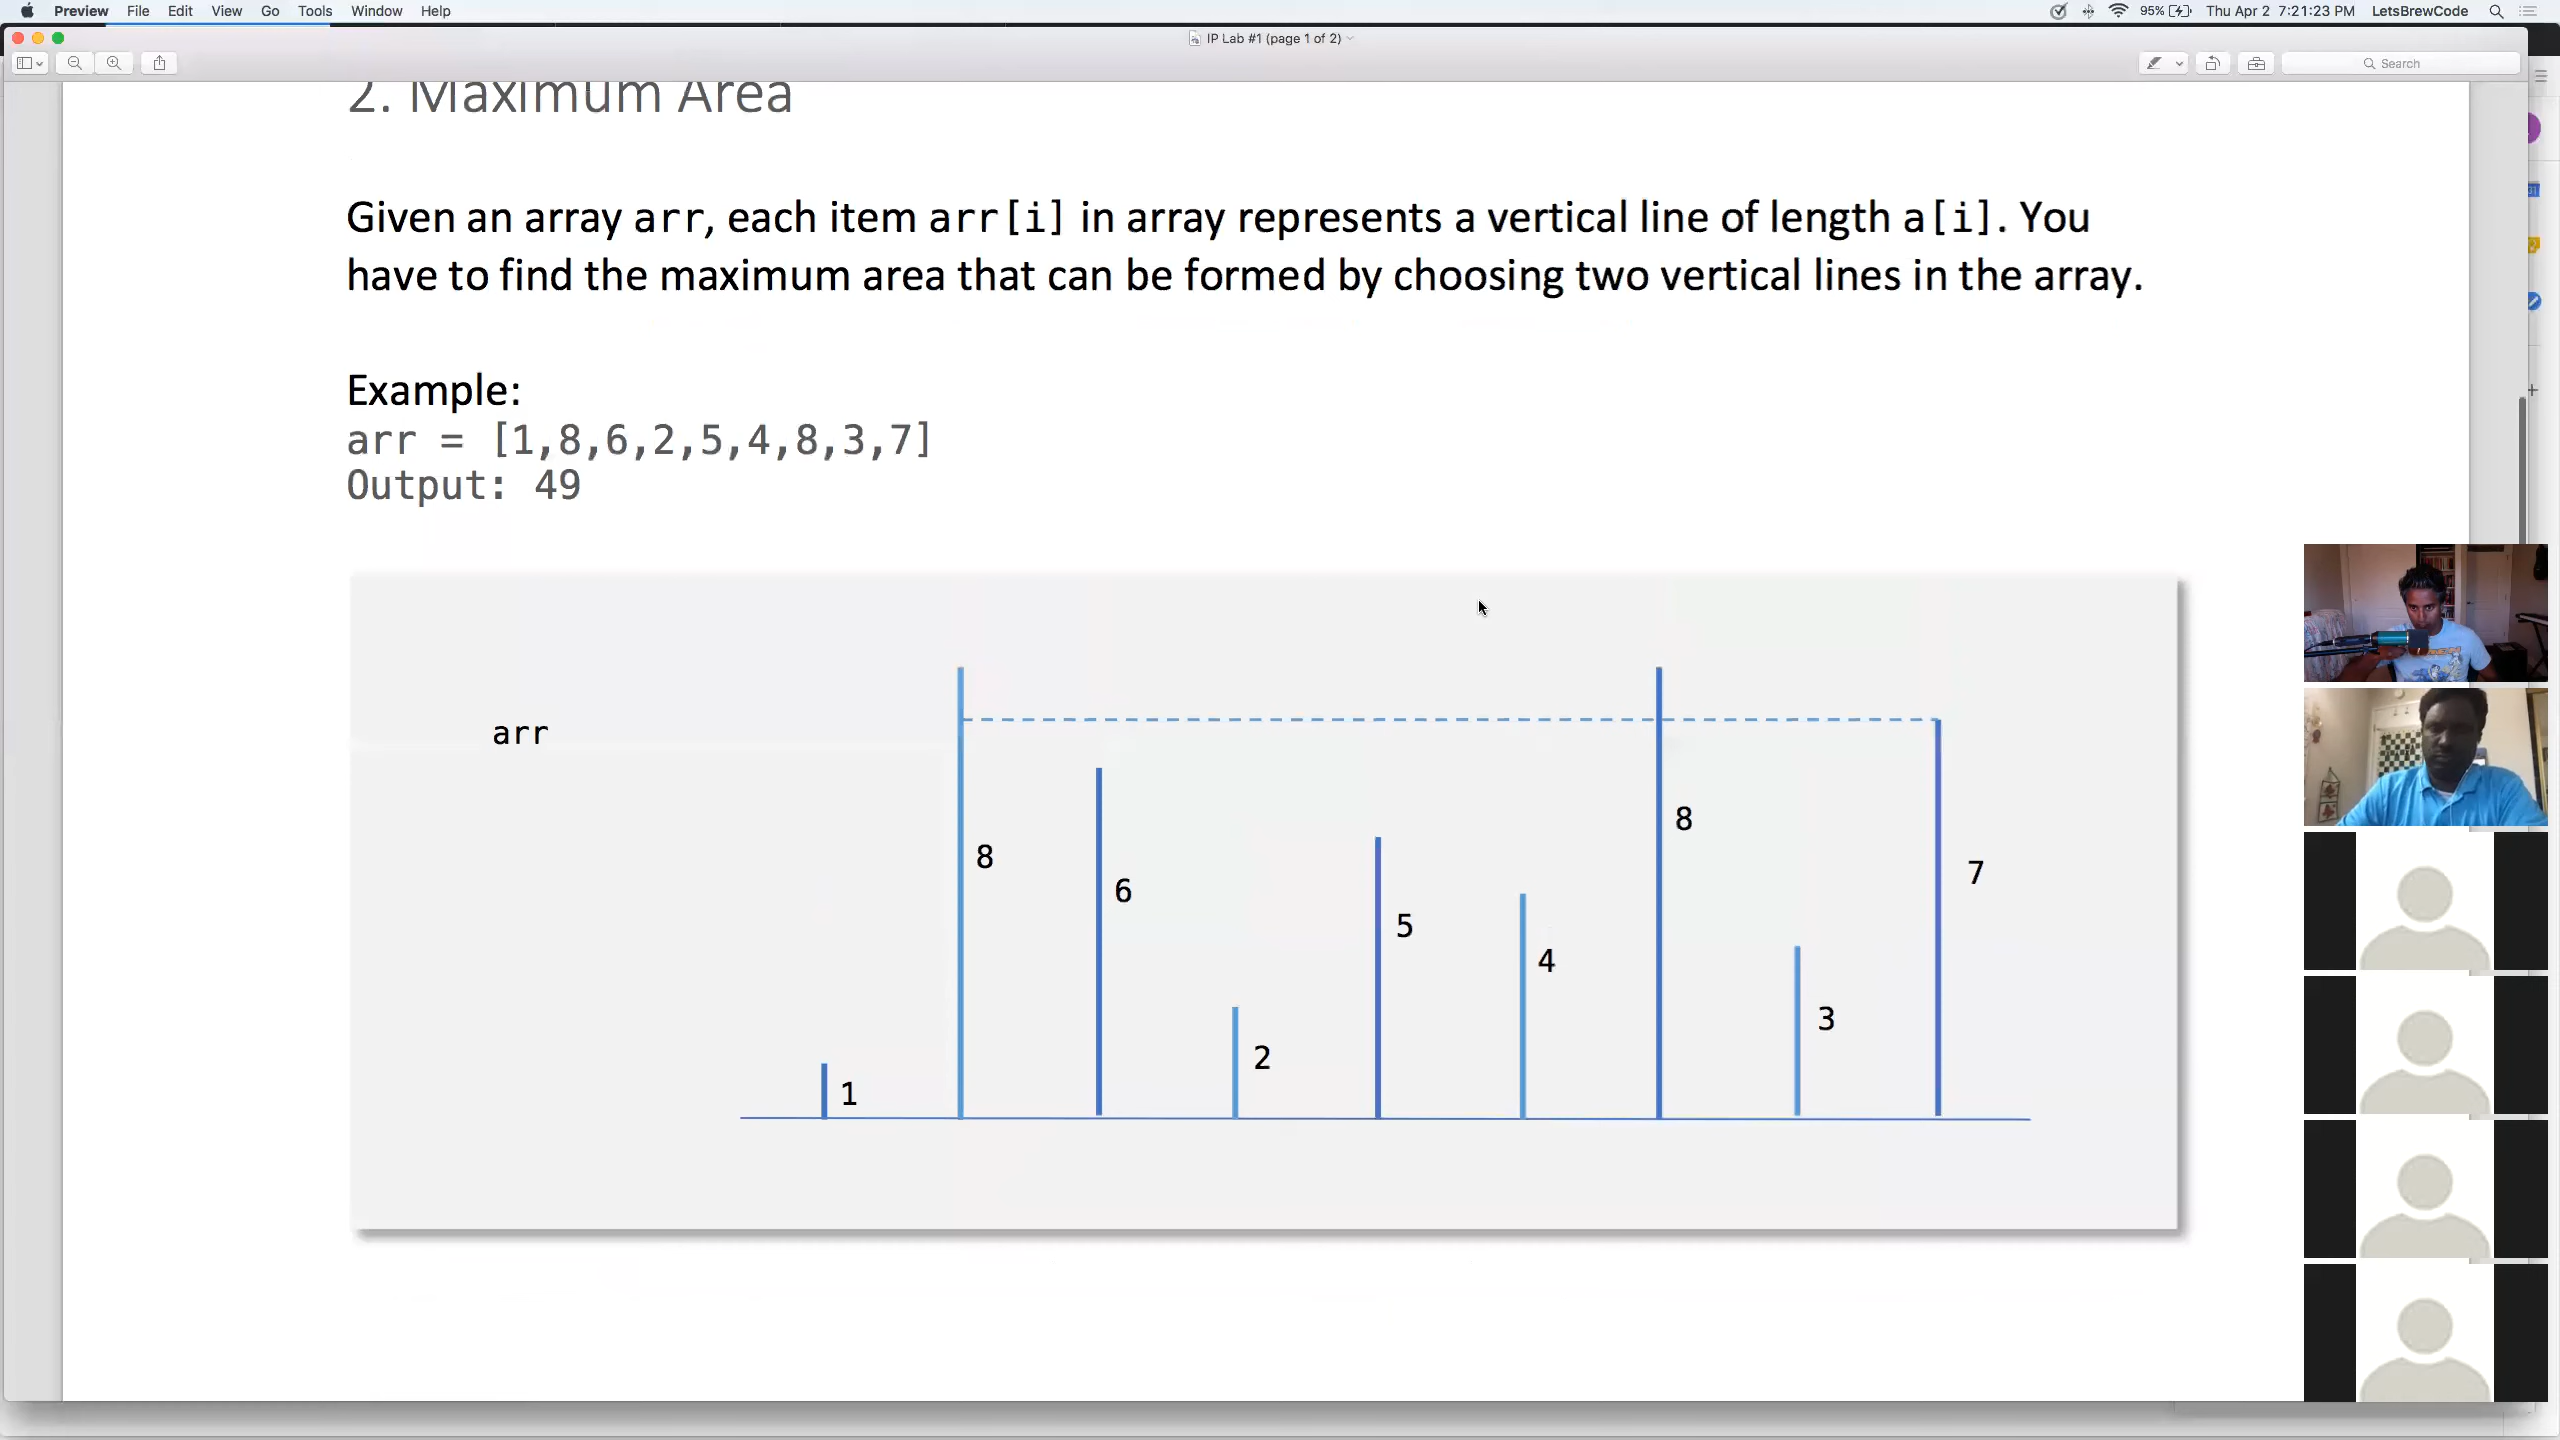 Preview File Edit View Go Tools Window Help 95% Thu Apr 2 7:21:23 PM LetsBrewCode
IP Lab #1 (page 1 of 2)
Search
2. Maximum Area
Given an array arr, each item arr[i] in array represents a vertical line of length a[i]. You
have to find the maximum area that can be formed by choosing two vertical lines in the array.
Example:
arr = [1,8,6,2,5,4,8,3,7]
Output: 49
arr
8
8
6
7
5
4
3
2
1